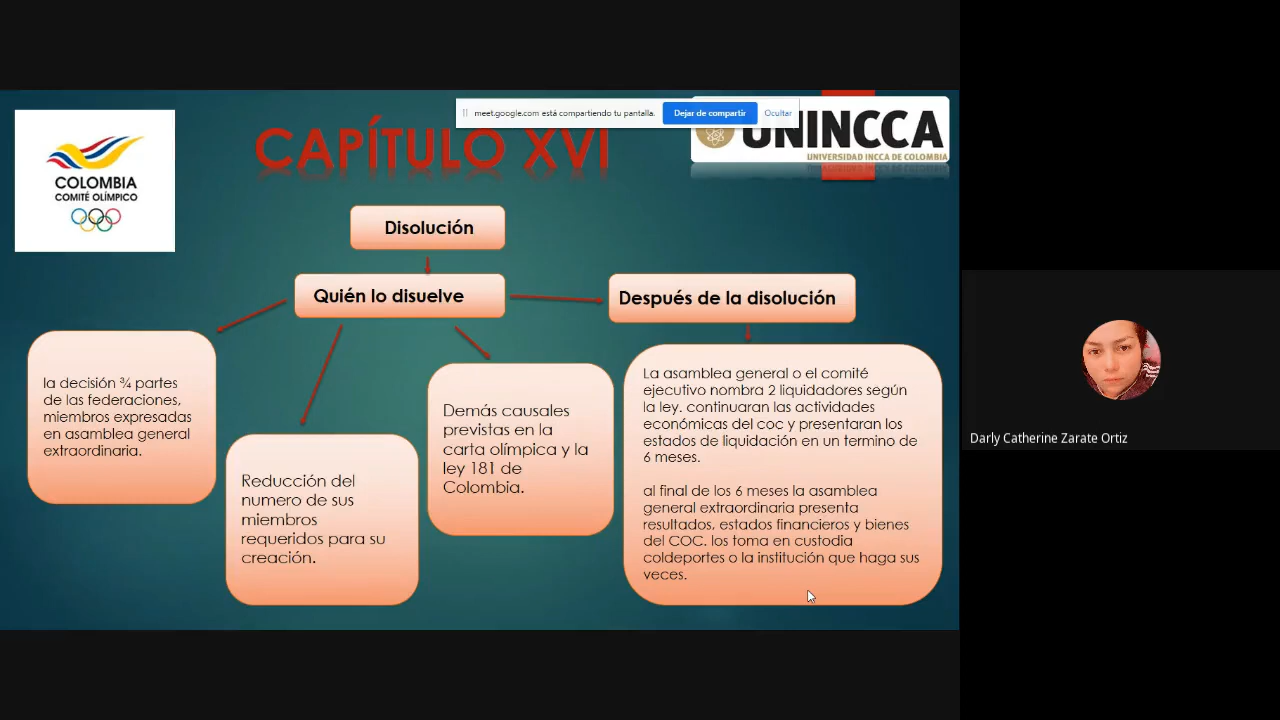 meet.google.com está compartiendo tu pantalla.
Dejar de compartir
Ocultar
COLOMBIA
COMITÉ OLÍMPICO
CAPÍTULO XVI
UNINCCA
UNIVERSIDAD INCCA DE COLOMBIA
Disolución
Quién lo disuelve
Después de la disolución
la decisión ¾ partes
de las federaciones,
miembros expresadas
en asamblea general
extraordinaria.
Reducción del
numero de sus
miembros
requeridos para su
creación.
Demás causales
previstas en la
carta olímpica y la
ley 181 de
Colombia.
La asamblea general o el comité
ejecutivo nombra 2 liquidadores según
la ley. continuaran las actividades
económicas del coc y presentaran los
estados de liquidación en un termino de
6 meses.
al final de los 6 meses la asamblea
general extraordinaria presenta
resultados, estados financieros y bienes
del COC. los toma en custodia
coldeportes o la institución que haga sus
veces.
Darly Catherine Zarate Ortiz